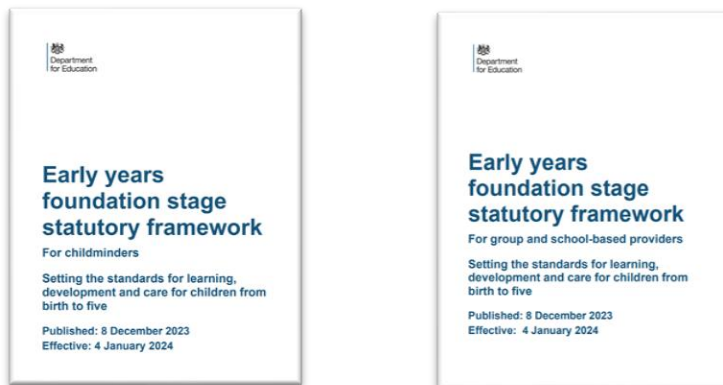 Department
for Education
Early years
foundation stage
statutory framework
For childminders
Setting the standards for learning,
development and care for children from
birth to five
Published: 8 December 2023
Effective: 4 January 2024
Department
for Education
Early years
foundation stage
statutory framework
For group and school-based providers
Setting the standards for learning,
development and care for children from
birth to five
Published: 8 December 2023
Effective: 4 January 2024